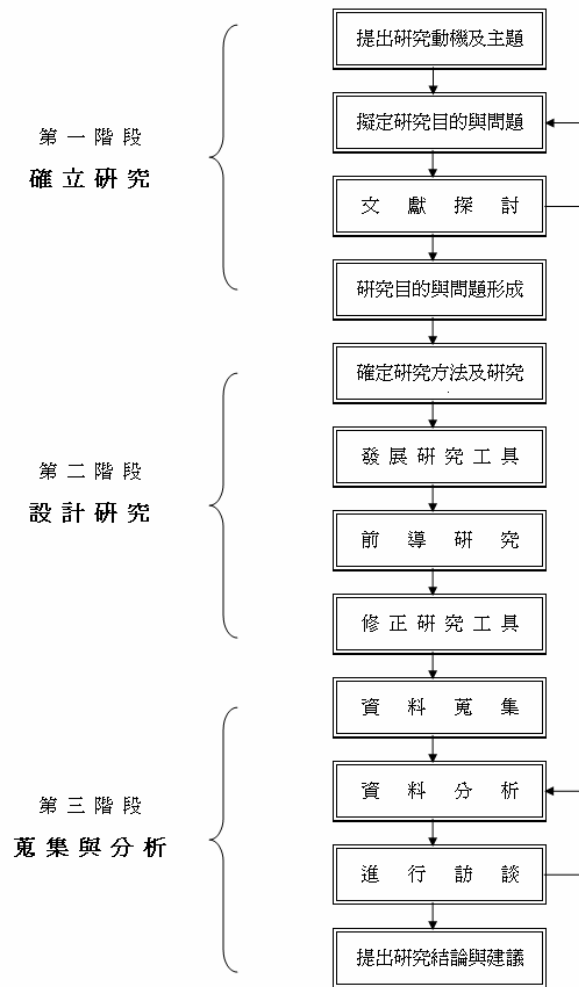 提出研究動機及主題
擬定研究目的與問題
第一階段
確立研究
文獻探討
研究目的與問題形成
確定研究方法及研究
發展研究工具
第二階段
設計研究
前導研究
修正研究工具
資料蒐集
資料分析
第三階段
蒐集與分析
進行訪談
提出研究結論與建議